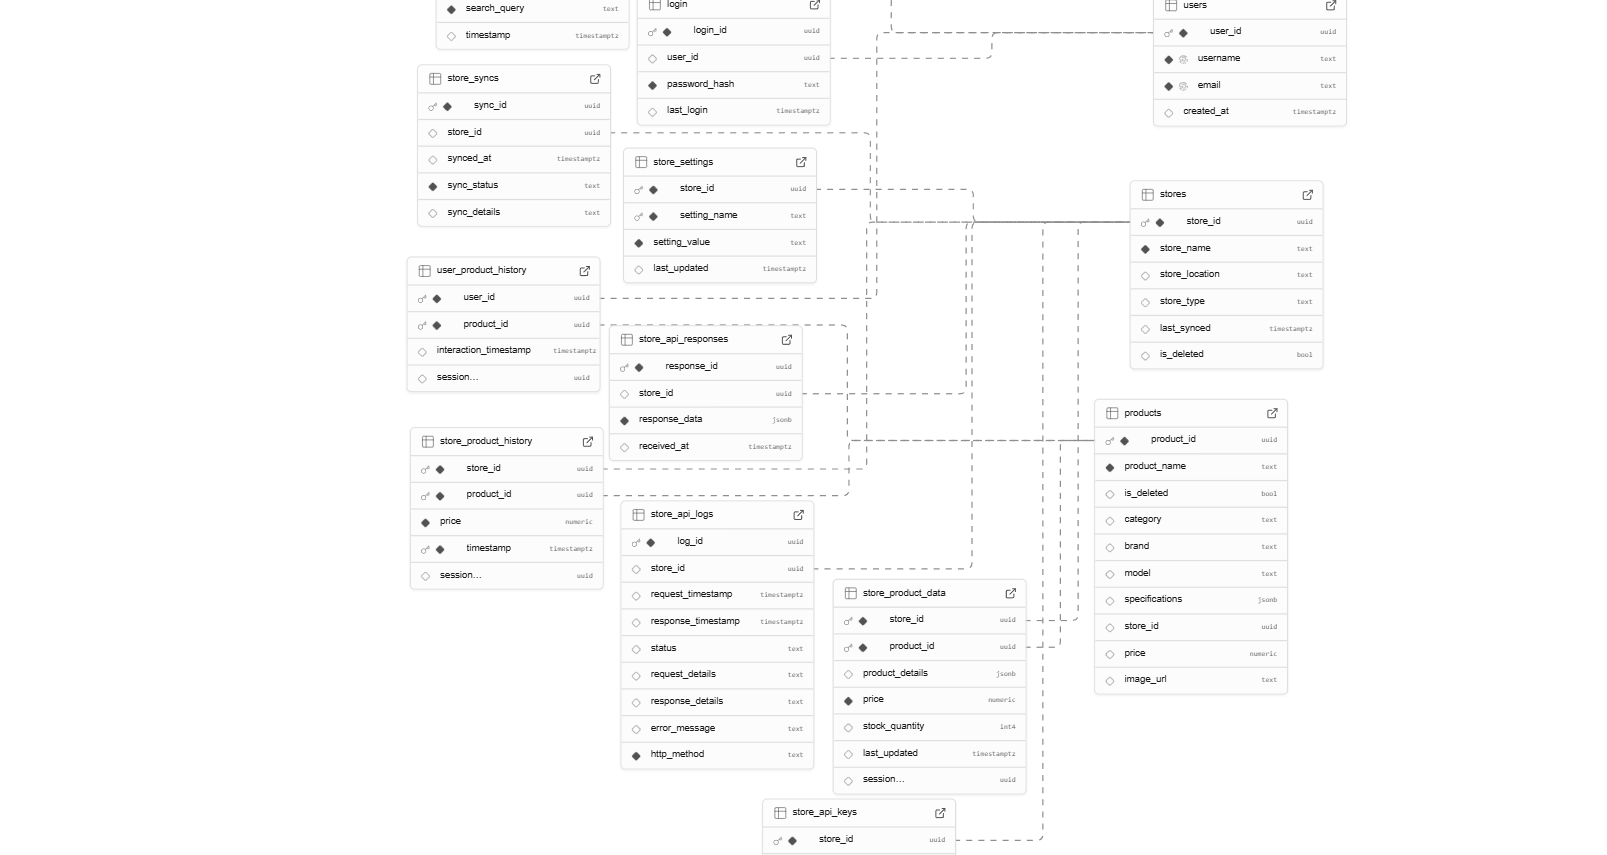 search_query text
timestamp timestamptz
login
login_id uuid
user_id uuid
password_hash text
last_login timestamptz
users
user_id uuid
username text
email text
created_at timestamptz
store_syncs
sync_id uuid
store_id uuid
synced_at timestamptz
sync_status text
sync_details text
store_settings
store_id uuid
setting_name text
setting_value text
last_updated timestamptz
stores
store_id uuid
store_name text
store_location text
store_type text
last_synced timestamptz
is_deleted bool
user_product_history
user_id uuid
product_id uuid
interaction_timestamp timestamptz
session... uuid
store_api_responses
response_id uuid
store_id uuid
response_data jsonb
received_at timestamptz
products
product_id uuid
product_name text
is_deleted bool
category text
brand text
model text
specifications jsonb
store_id uuid
price numeric
image_url text
store_product_history
store_id uuid
product_id uuid
price numeric
timestamp timestamptz
session... uuid
store_api_logs
log_id uuid
store_id uuid
request_timestamp timestamptz
response_timestamp timestamptz
status text
request_details text
response_details text
error_message text
http_method text
store_product_data
store_id uuid
product_id uuid
product_details jsonb
price numeric
stock_quantity int4
last_updated timestamptz
session... uuid
store_api_keys
store_id uuid